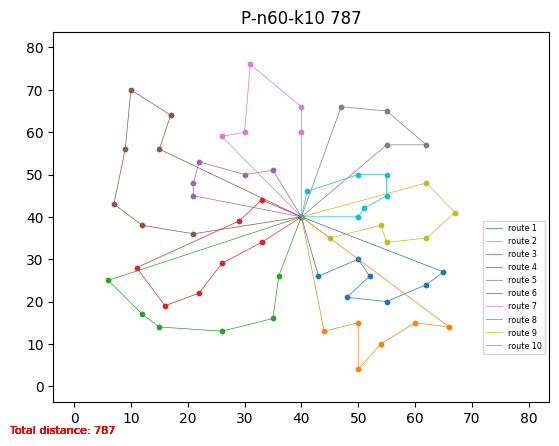 P-n60-k10 787
80
70
60
50
40
30
20
10
0
0 10 20 30 40 50 60 70 80
route 1
route 2
route 3
route 4
route 5
route 6
route 7
route 8
route 9
route 10
Total distance: 787